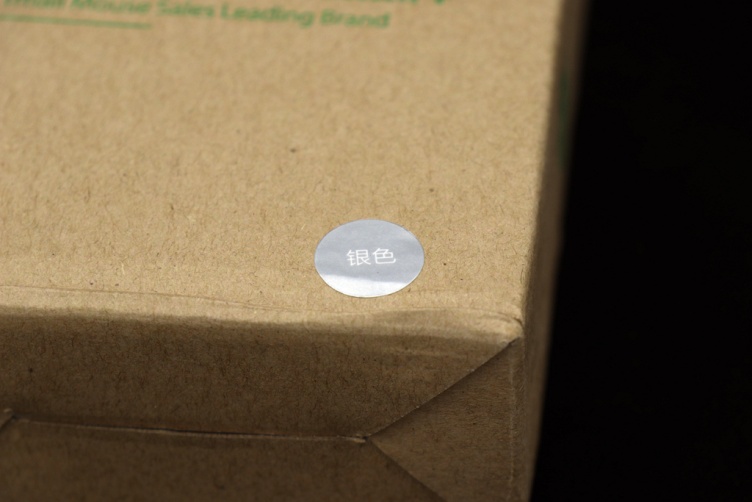 Mouse Sales Leading Brand
银色